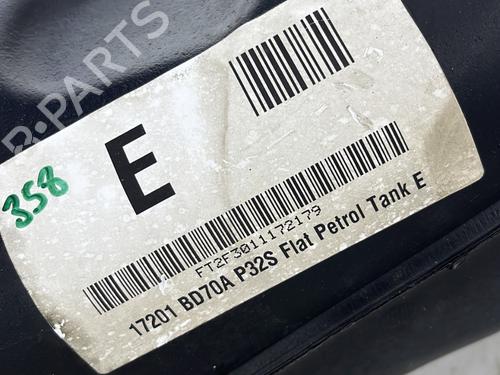 B-PARTS
E
358
FT2F3011172179
17201 BD70A P32S Flat Petrol Tank E